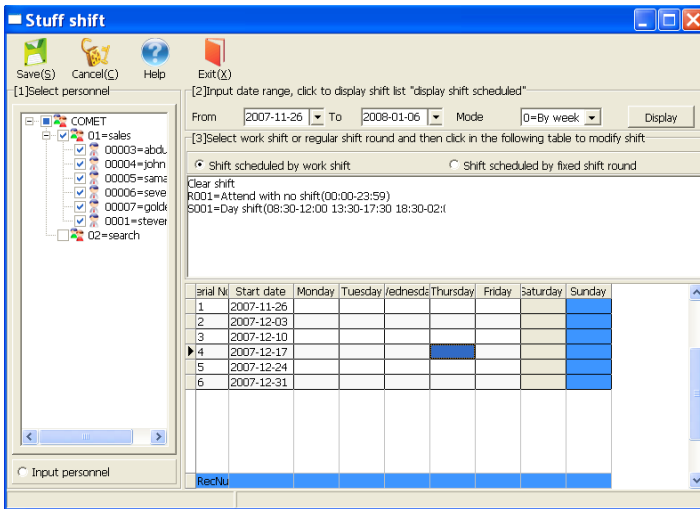 Stuff shift
Save(S) Cancel(C) Help Exit(X)
[1]Select personnel
COMET
01=sales
00003=abdu
00004=john
00005=sama
00006=seve
00007=golde
0001=stever
02=search
Input personnel
[2]Input date range, click to display shift list "display shift scheduled"
From 2007-11-26 To 2008-01-06 Mode 0=By week Display
[3]Select work shift or regular shift round and then click in the following table to modify shift
Shift scheduled by work shift Shift scheduled by fixed shift round
Clear shift
R001=Attend with no shift(00:00-23:59)
S001=Day shift(08:30-12:00 13:30-17:30 18:30-02:(
erial No Start date Monday Tuesday Wednesda Thursday Friday Saturday Sunday
1 2007-11-26
2 2007-12-03
3 2007-12-10
4 2007-12-17
5 2007-12-24
6 2007-12-31
RecNu